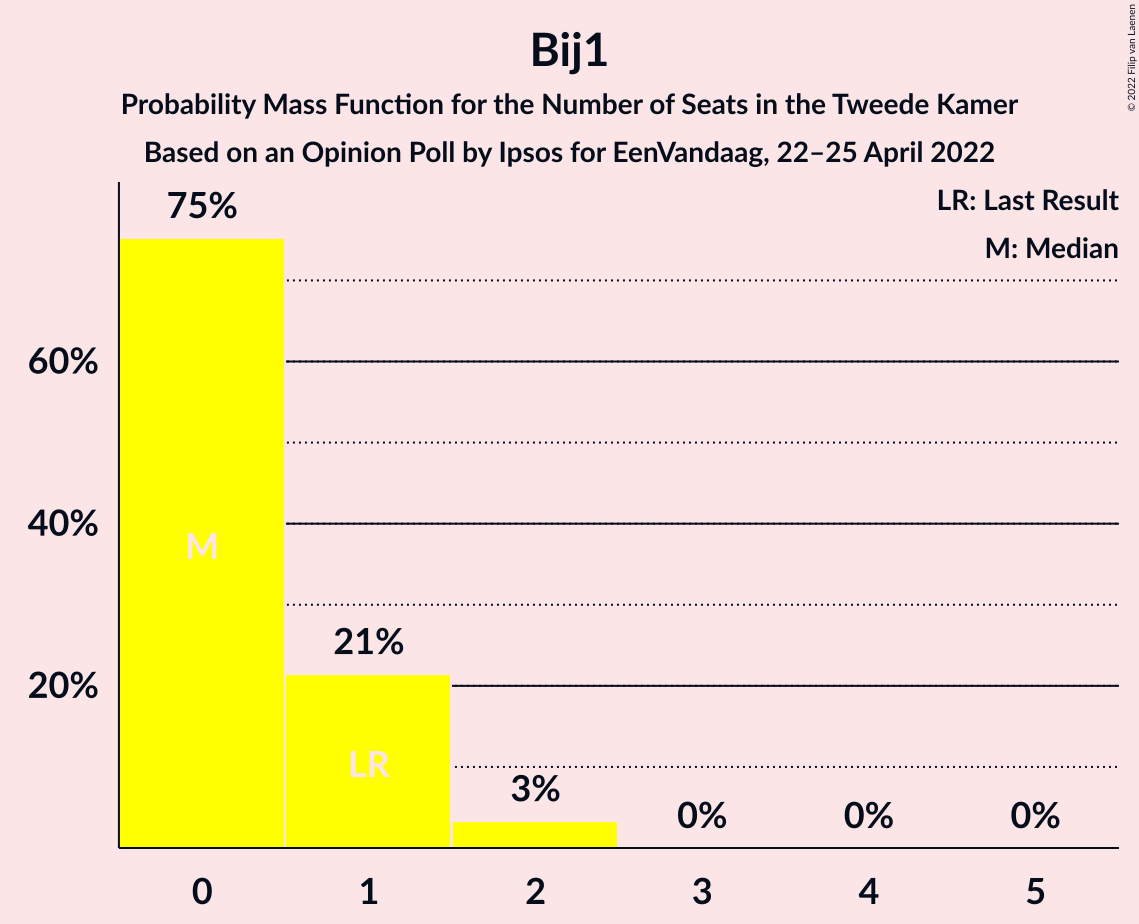 Bij1
Probability Mass Function for the Number of Seats in the Tweede Kamer
Based on an Opinion Poll by Ipsos for EenVandaag, 22–25 April 2022
© 2022 Filip van Laenen
LR: Last Result
M: Median
75%
60%
M
40%
21%
20%
LR
3%
0%
0%
0%
0
1
2
3
4
5